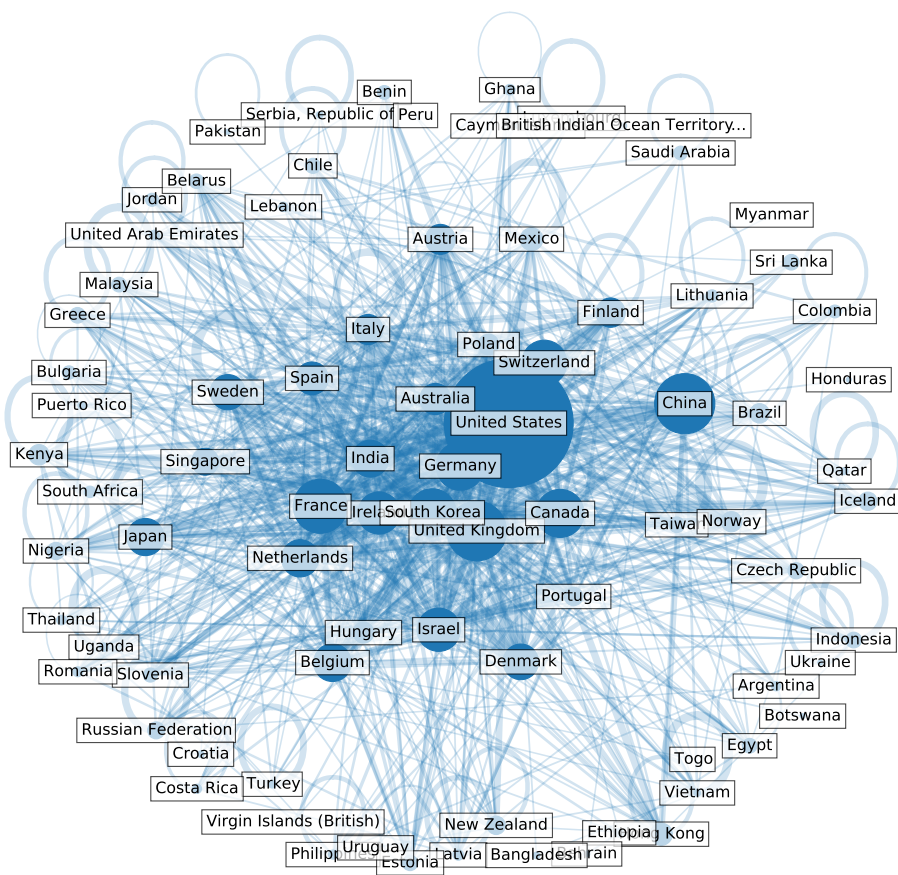 Ghana
Benin
Serbia, Republic of
Peru
British Indian Ocean Territory...
Pakistan
Saudi Arabia
Chile
Belarus
Jordan
Lebanon
Myanmar
United Arab Emirates
Austria
Mexico
Sri Lanka
Malaysia
Lithuania
Greece
Finland
Colombia
Italy
Poland
Switzerland
Bulgaria
Spain
Honduras
Sweden
Australia
Puerto Rico
China
Brazil
United States
Kenya
India
Singapore
Germany
Qatar
South Africa
Iceland
France
South Korea
Canada
Norway
United Kingdom
Japan
Nigeria
Netherlands
Czech Republic
Portugal
Thailand
Hungary
Israel
Indonesia
Uganda
Belgium
Denmark
Ukraine
Romania
Slovenia
Argentina
Botswana
Russian Federation
Egypt
Croatia
Togo
Costa Rica
Turkey
Vietnam
Virgin Islands (British)
New Zealand
Ethiopia
Kong
Uruguay
Estonia
Latvia
Bangladesh